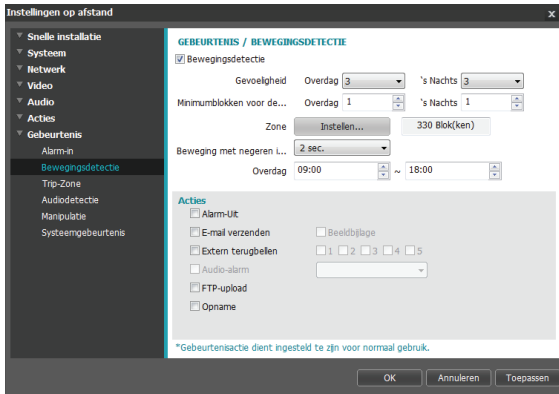 Instellingen op afstand x
Snelle installatie
Systeem
Netwerk
Video
Audio
Acties
Gebeurtenis
Alarm-in
Bewegingsdetectie
Trip-Zone
Audiodetectie
Manipulatie
Systeemgebeurtenis
GEBEURTENIS / BEWEGINGSDETECTIE
Bewegingsdetectie
Gevoeligheid Overdag 3 's Nachts 3
Minimumblokken voor de... Overdag 1 's Nachts 1
Zone Instellen... 330 Blok(ken)
Beweging met negeren i... 2 sec.
Overdag 09:00 ~ 18:00
Acties
Alarm-Uit
E-mail verzenden Beeldbijlage
Extern terugbellen 1 2 3 4 5
Audio-alarm
FTP-upload
Opname
*Gebeurtenisactie dient ingesteld te zijn voor normaal gebruik.
OK Annuleren Toepassen